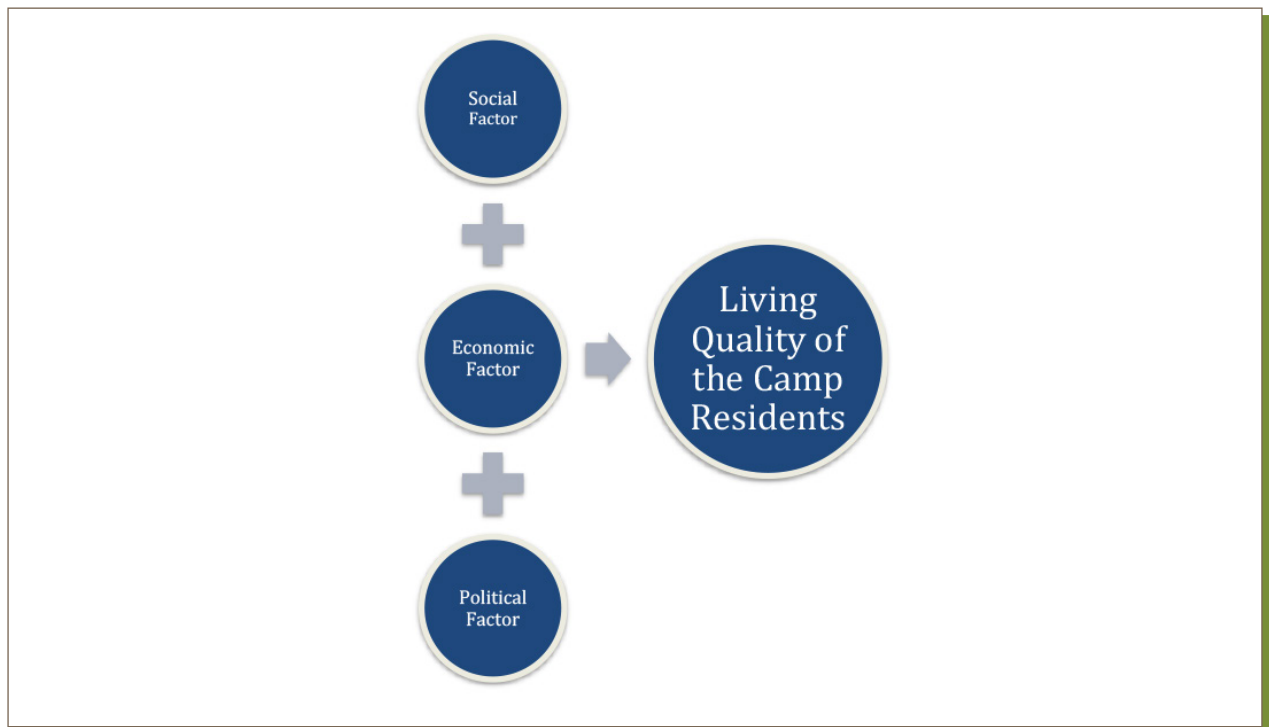 Social
Factor
Economic
Factor
Political
Factor
Living
Quality of
the Camp
Residents